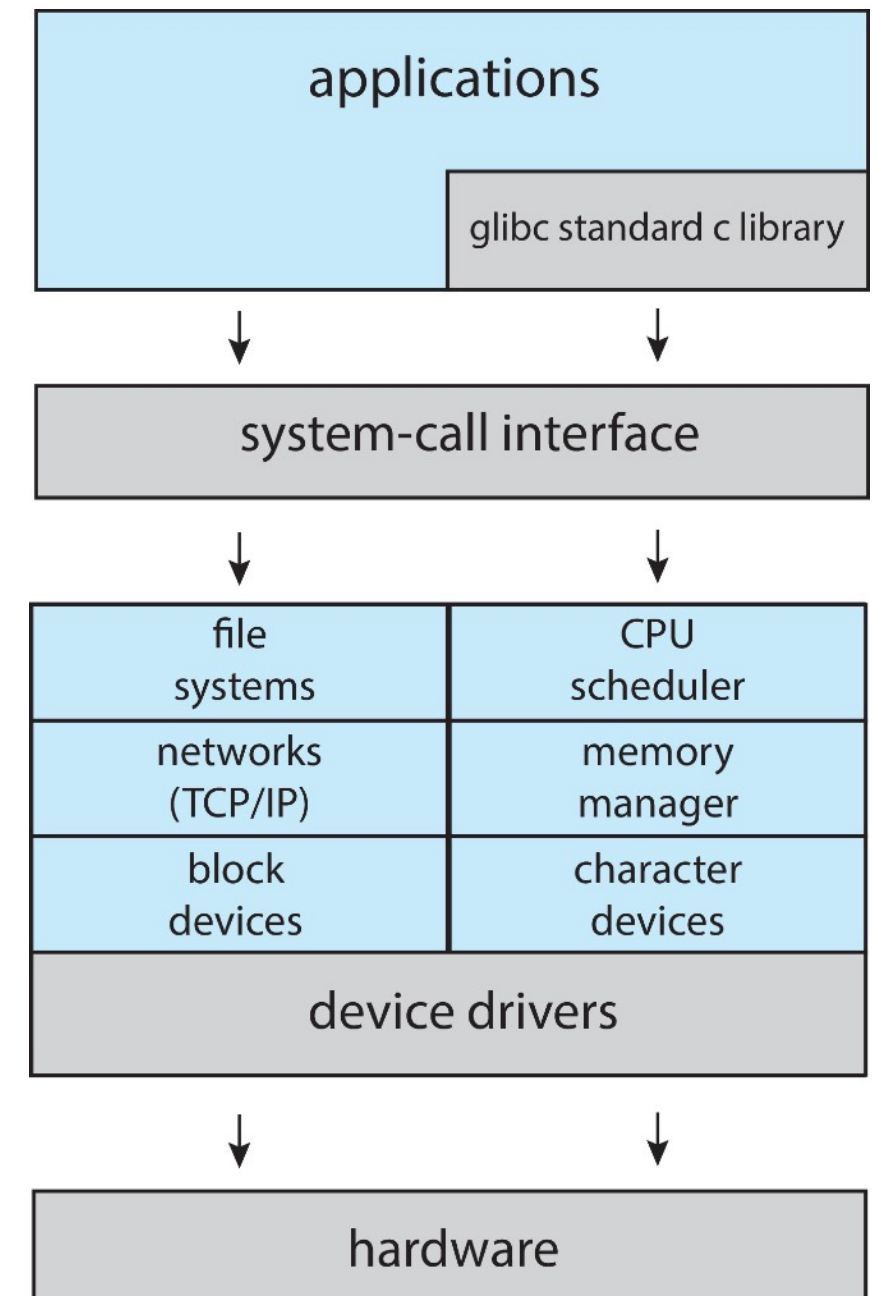 applications
glibc standard c library
system-call interface
file
systems
CPU
scheduler
networks
(TCP/IP)
memory
manager
block
devices
character
devices
device drivers
hardware